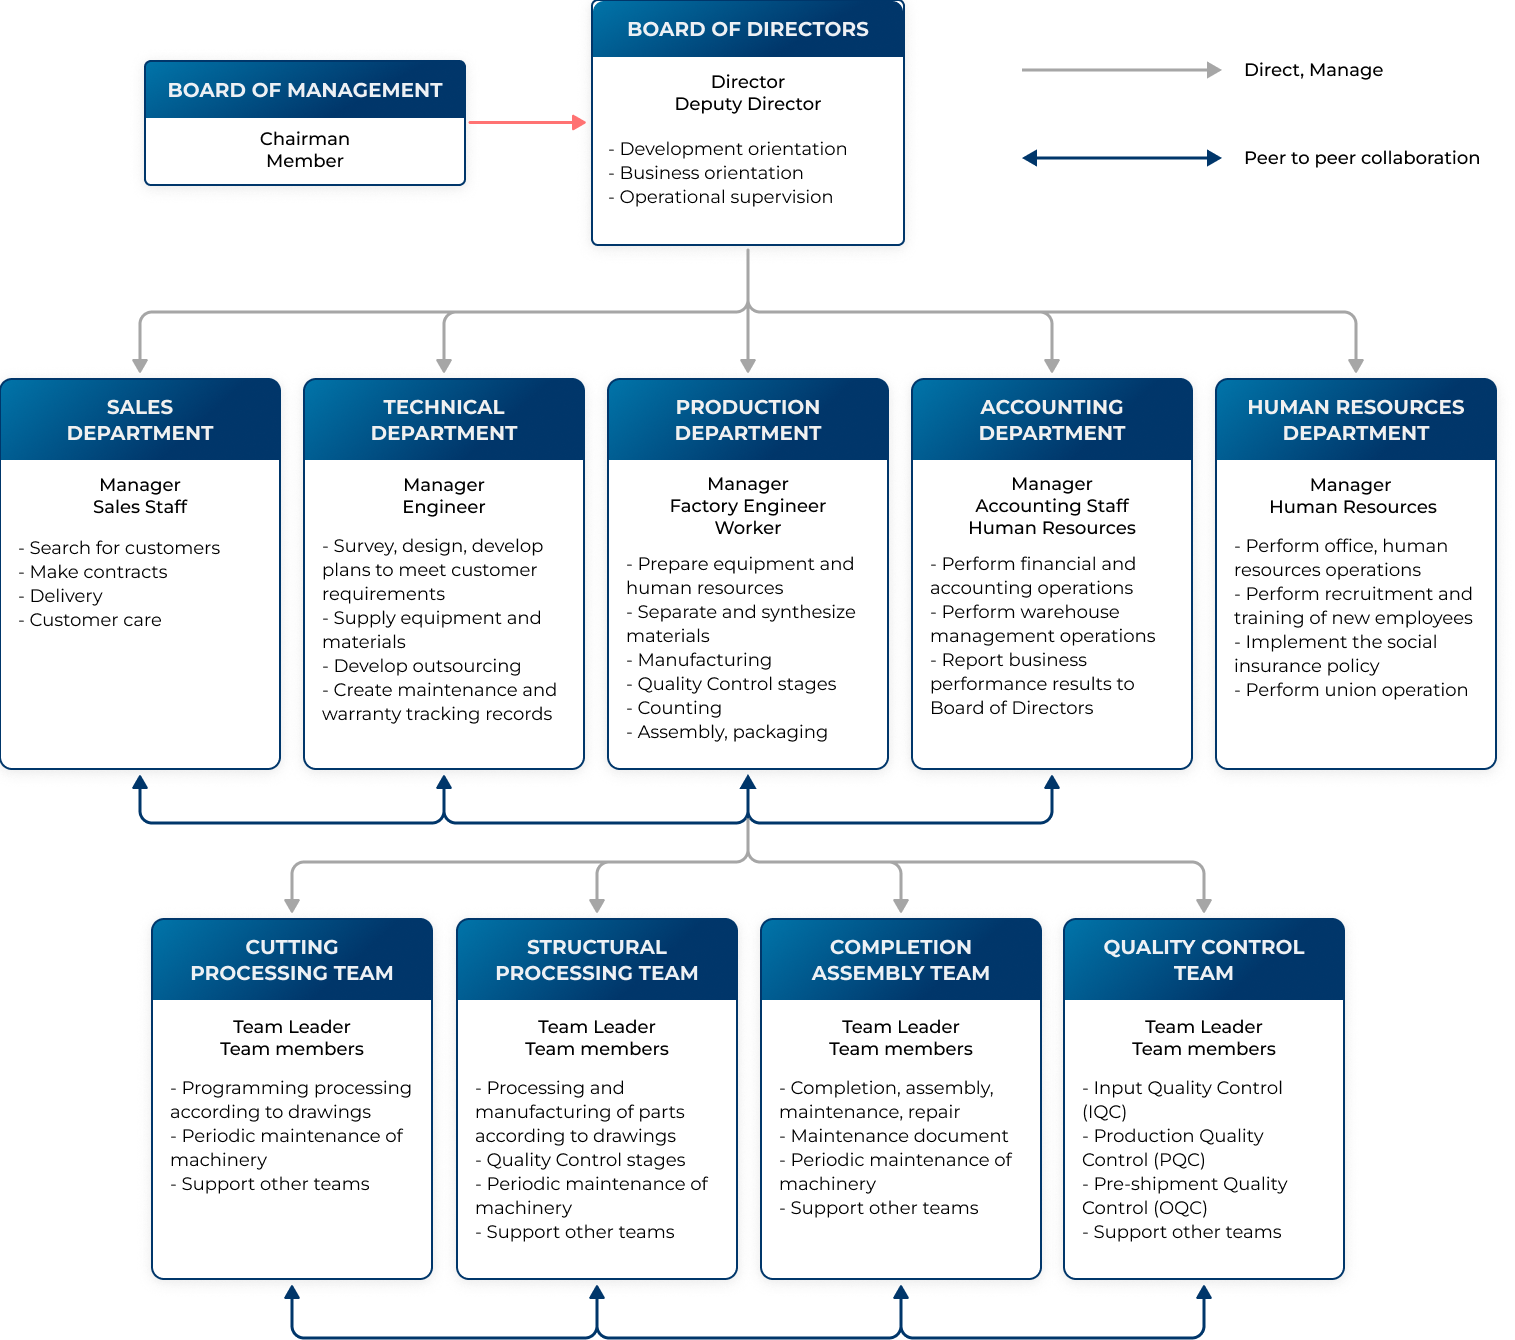 BOARD OF DIRECTORS
Director
Deputy Director
- Development orientation
- Business orientation
- Operational supervision
BOARD OF MANAGEMENT
Chairman
Member
Direct, Manage
Peer to peer collaboration
SALES
DEPARTMENT
Manager
Sales Staff
- Search for customers
- Make contracts
- Delivery
- Customer care
TECHNICAL
DEPARTMENT
Manager
Engineer
- Survey, design, develop
plans to meet customer
requirements
- Supply equipment and
materials
- Develop outsourcing
- Create maintenance and
warranty tracking records
PRODUCTION
DEPARTMENT
Manager
Factory Engineer
Worker
- Prepare equipment and
human resources
- Separate and synthesize
materials
- Manufacturing
- Quality Control stages
- Counting
- Assembly, packaging
ACCOUNTING
DEPARTMENT
Manager
Accounting Staff
Human Resources
- Perform financial and
accounting operations
- Perform warehouse
management operations
- Report business
performance results to
Board of Directors
HUMAN RESOURCES
DEPARTMENT
Manager
Human Resources
- Perform office, human
resources operations
- Perform recruitment and
training of new employees
- Implement the social
insurance policy
- Perform union operation
CUTTING
PROCESSING TEAM
Team Leader
Team members
- Programming processing
according to drawings
- Periodic maintenance of
machinery
- Support other teams
STRUCTURAL
PROCESSING TEAM
Team Leader
Team members
- Processing and
manufacturing of parts
according to drawings
- Quality Control stages
- Periodic maintenance of
machinery
- Support other teams
COMPLETION
ASSEMBLY TEAM
Team Leader
Team members
- Completion, assembly,
maintenance, repair
- Maintenance document
- Periodic maintenance of
machinery
- Support other teams
QUALITY CONTROL
TEAM
Team Leader
Team members
- Input Quality Control
(IQC)
- Production Quality
Control (PQC)
- Pre-shipment Quality
Control (OQC)
- Support other teams